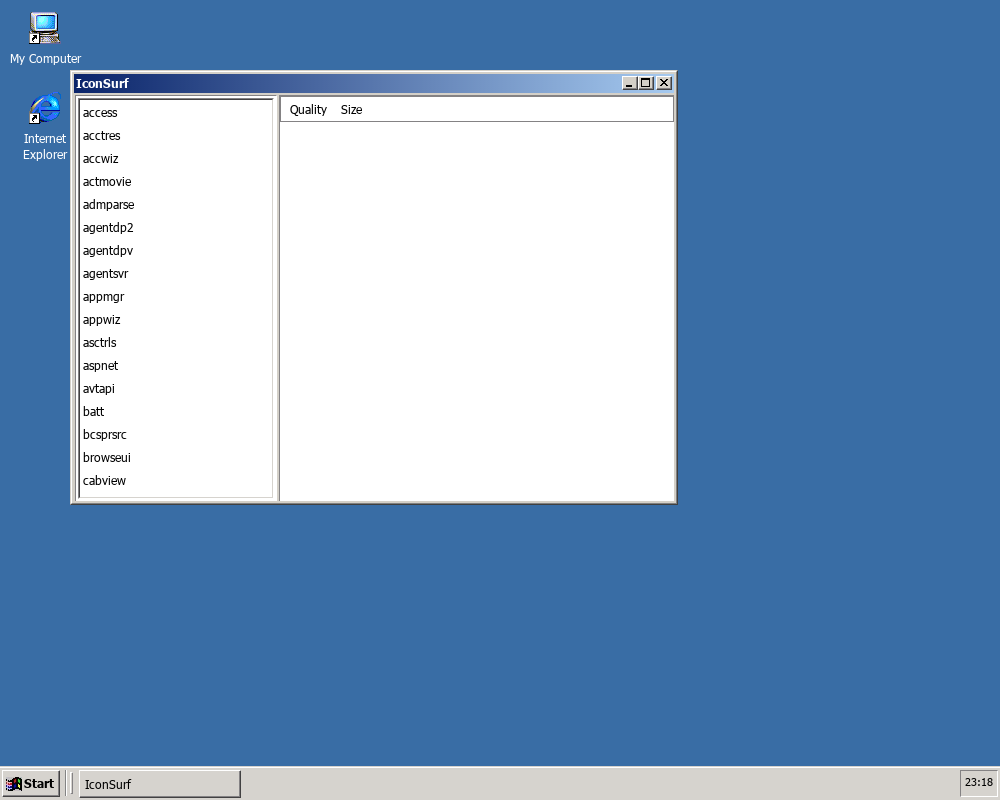 My Computer
Internet
Explorer
IconSurf
access
acctres
accwiz
actmovie
admparse
agentdp2
agentdpv
agentsvr
appmgr
appwiz
asctrls
aspnet
avtapi
batt
bcsprsrc
browseui
cabview
Quality Size
Start
IconSurf
23:18